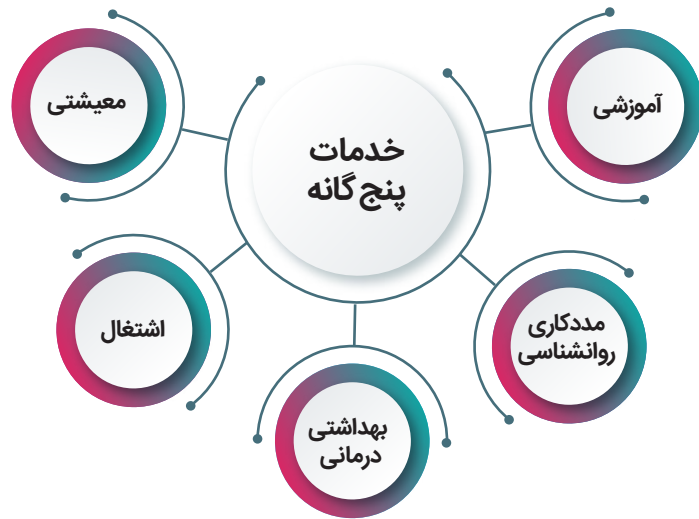 خدمات
پنج‌گانه
آموزشی
مددکاری
روانشناسی
بهداشتی
درمانی
اشتغال
معیشتی